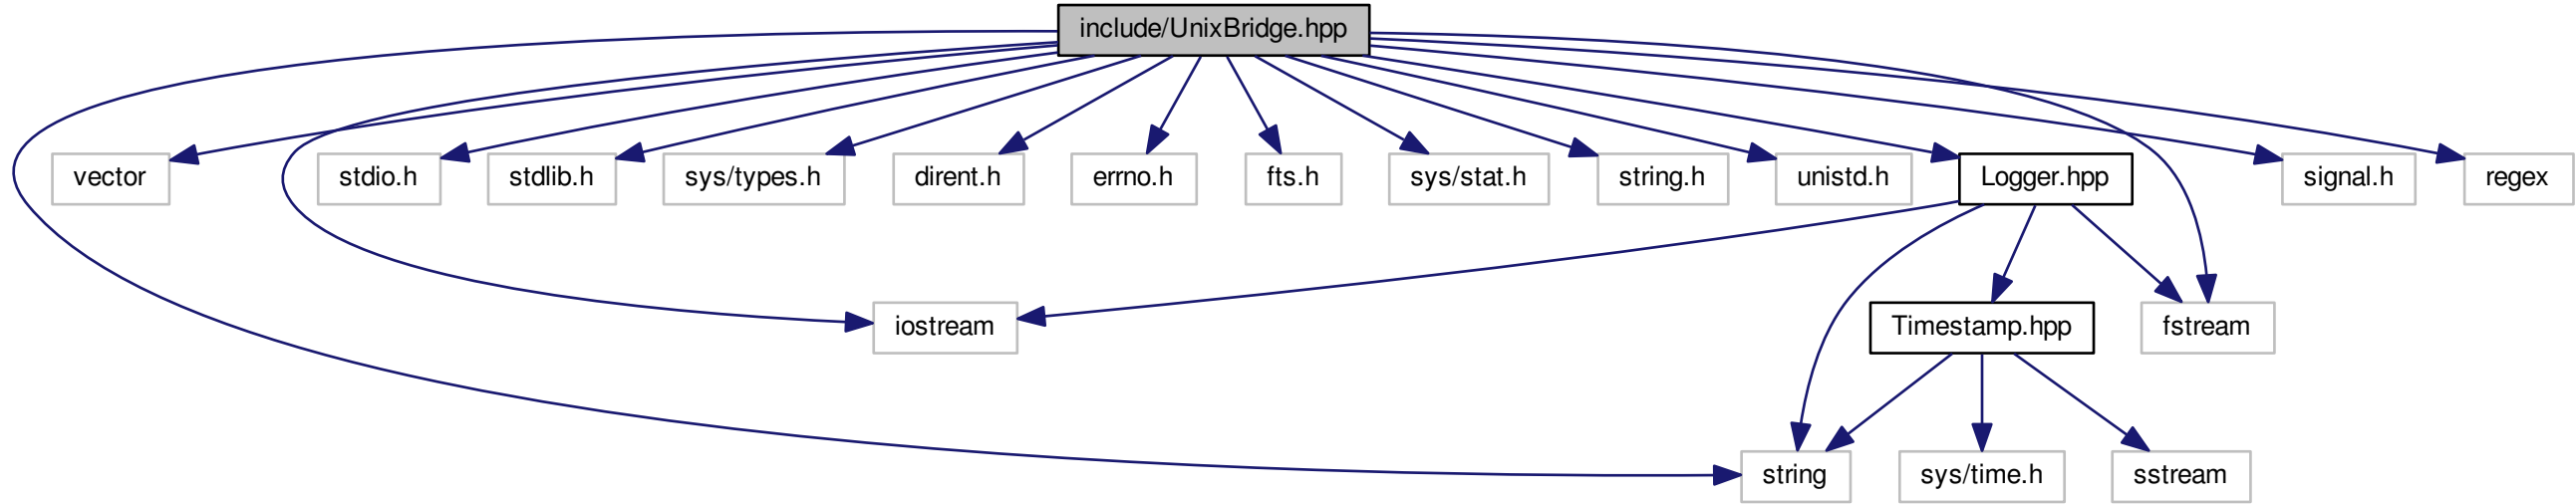 include/UnixBridge.hpp
vector
stdio.h
stdlib.h
sys/types.h
dirent.h
errno.h
fts.h
sys/stat.h
string.h
unistd.h
Logger.hpp
signal.h
regex
iostream
Timestamp.hpp
fstream
string
sys/time.h
sstream